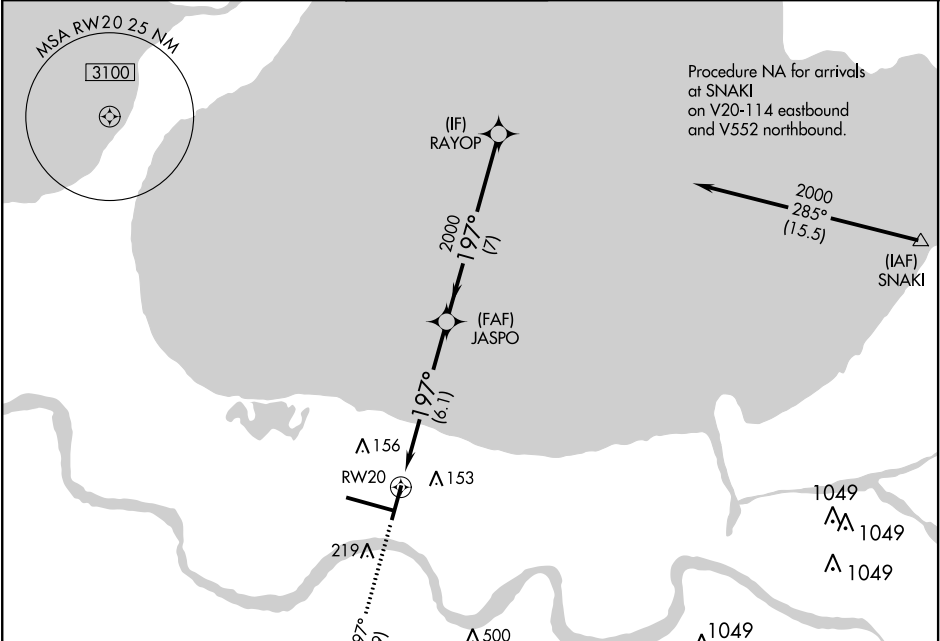 MSA RW20 25 NM
3100
Procedure NA for arrivals
at SNAKI
on V20-114 eastbound
and V552 northbound.
(IF)
RAYOP
2000
197°
(7)
2000
285°
(15.5)
(IAF)
SNAKI
(FAF)
JASPO
197°
(6.1)
156
RW20
153
219
1049
1049
1049
500
1049